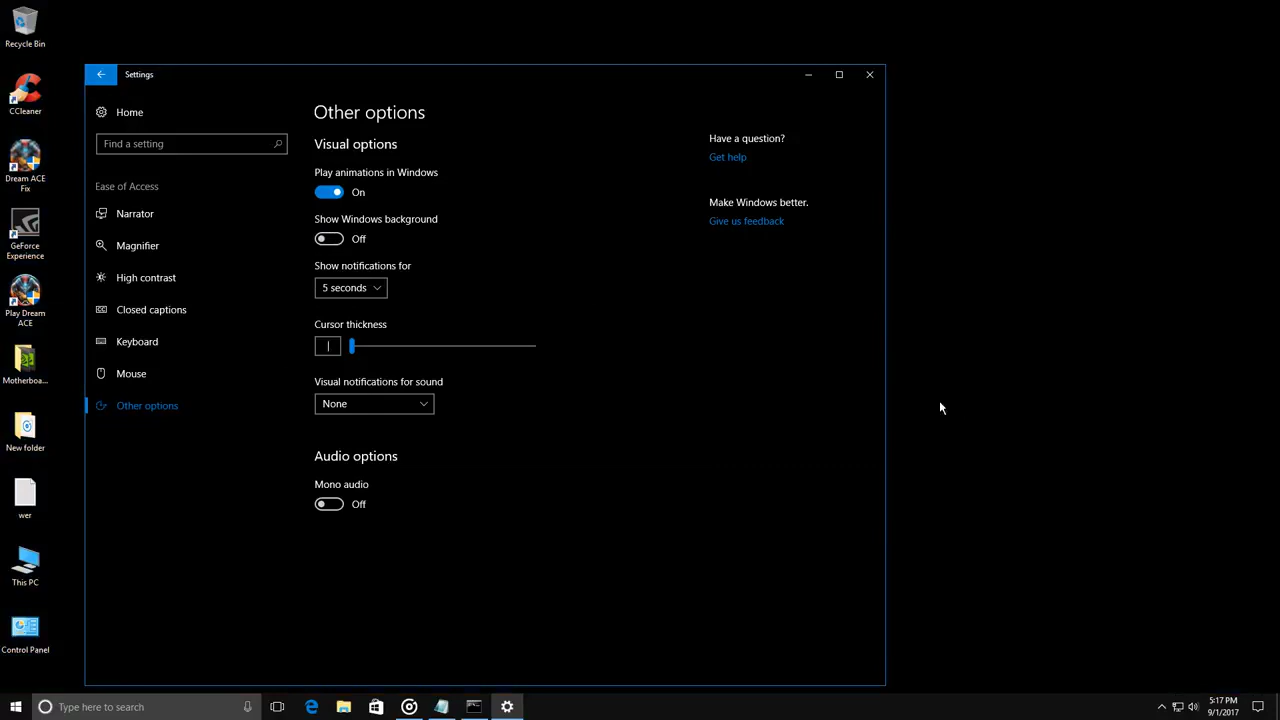 Recycle Bin
CCleaner
Dream ACE
Fix
GeForce
Experience
Play Dream
ACE
Motherboa...
New folder
wer
This PC
Control Panel
Settings
Home
Find a setting
Ease of Access
Narrator
Magnifier
High contrast
Closed captions
Keyboard
Mouse
Other options
Other options
Visual options
Play animations in Windows
On
Show Windows background
Off
Show notifications for
5 seconds
Cursor thickness
Visual notifications for sound
None
Audio options
Mono audio
Off
Have a question?
Get help
Make Windows better.
Give us feedback
Type here to search
5:17 PM
9/1/2017